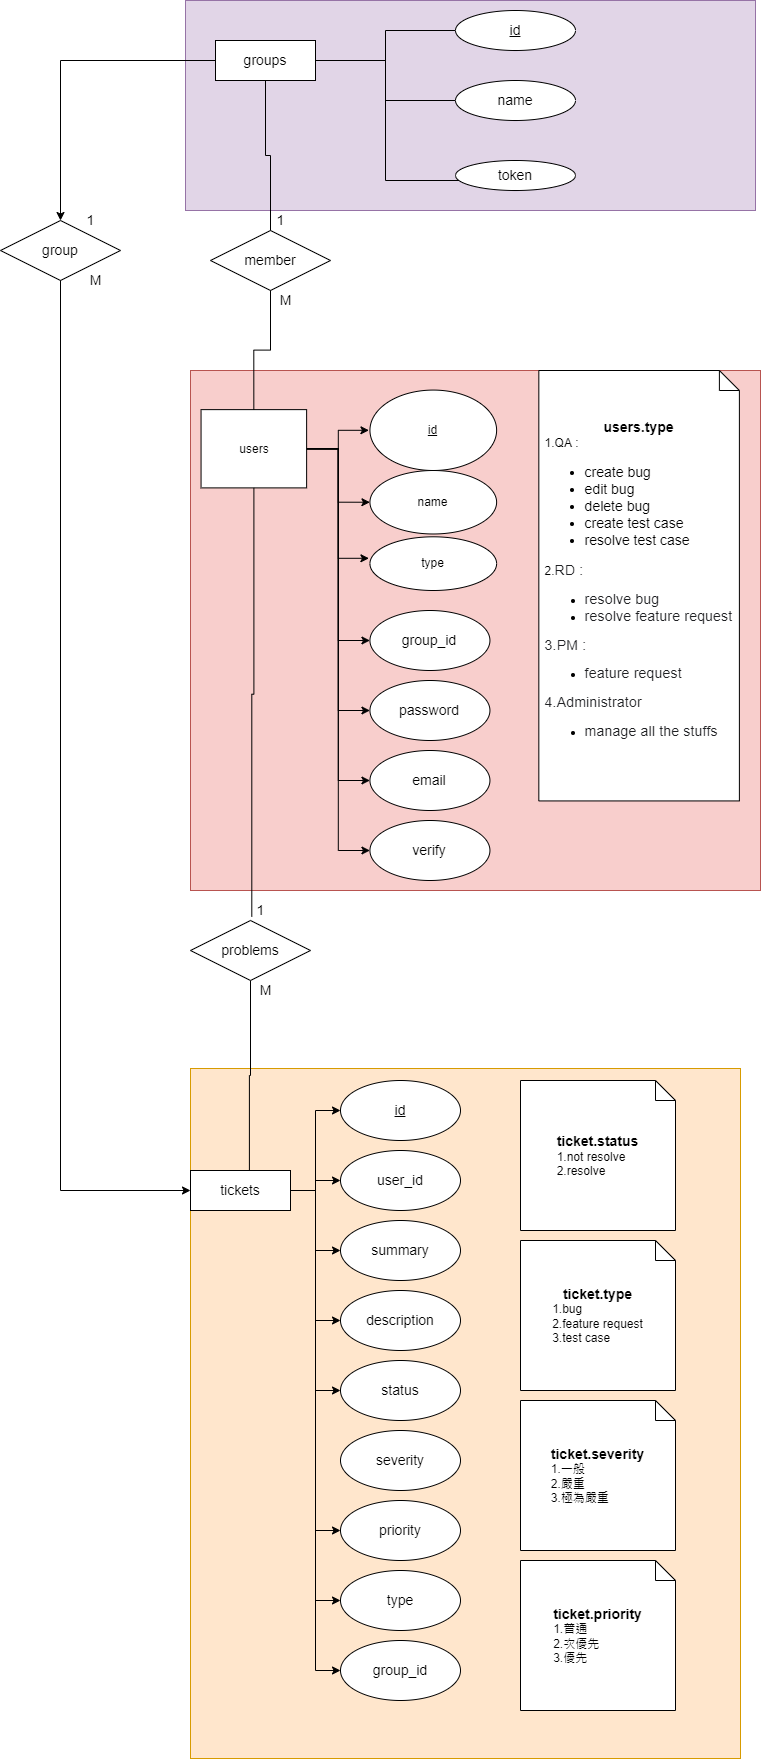 id
groups
name
token
1
group
M
1
member
M
users
id
name
type
group_id
password
email
verify
users.type
1.QA :
create bug
edit bug
delete bug
create test case
resolve test case
2.RD :
resolve bug
resolve feature request
3.PM :
feature request
4.Administrator
manage all the stuffs
1
problems
M
tickets
id
user_id
summary
description
status
severity
priority
type
group_id
ticket.status
1.not resolve
2.resolve
ticket.type
1.bug
2.feature request
3.test case
ticket.severity
1.一般
2.嚴重
3.極為嚴重
ticket.priority
1.普通
2.次優先
3.優先